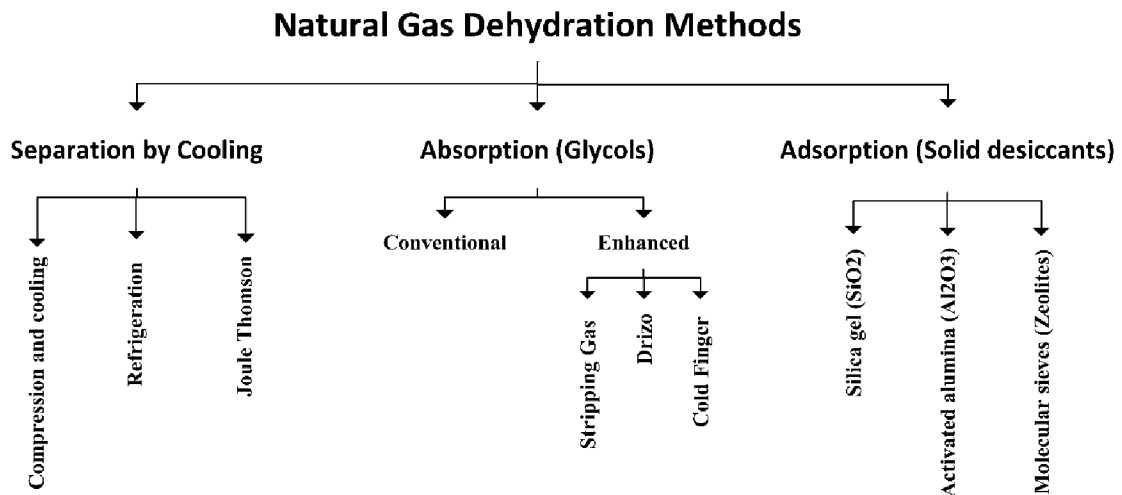 Natural Gas Dehydration Methods
Separation by Cooling
Absorption (Glycols)
Adsorption (Solid desiccants)
Compression and cooling
Refrigeration
Joule Thomson
Conventional
Enhanced
Stripping Gas
Drizo
Cold Finger
Silica gel (SiO2)
Activated alumina (Al2O3)
Molecular sieves (Zeolites)